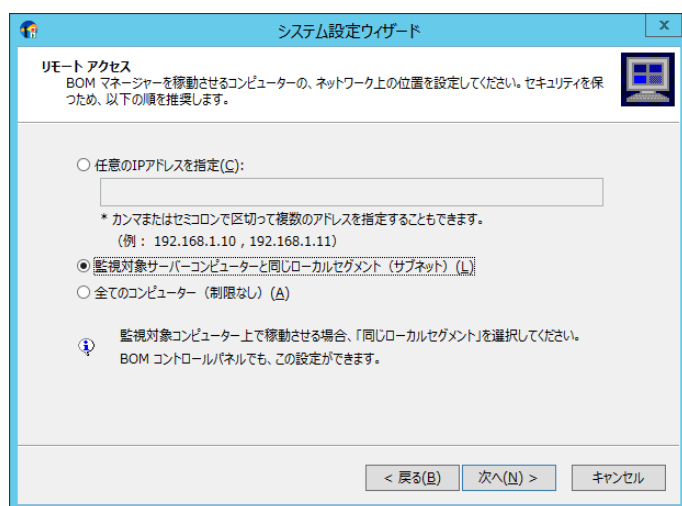 システム設定ウィザード
x
リモート アクセス
BOM マネージャーを稼動させるコンピューターの、ネットワーク上の位置を設定してください。セキュリティを保
つため、以下の順を推奨します。
任意のIPアドレスを指定(C):
* カンマまたはセミコロンで区切って複数のアドレスを指定することもできます。
(例： 192.168.1.10 , 192.168.1.11)
監視対象サーバーコンピューターと同じローカルセグメント（サブネット）(L)
全てのコンピューター（制限なし）(A)
監視対象コンピューター上で稼動させる場合、「同じローカルセグメント」を選択してください。
BOM コントロールパネルでも、この設定ができます。
< 戻る(B) 次へ(N) > キャンセル